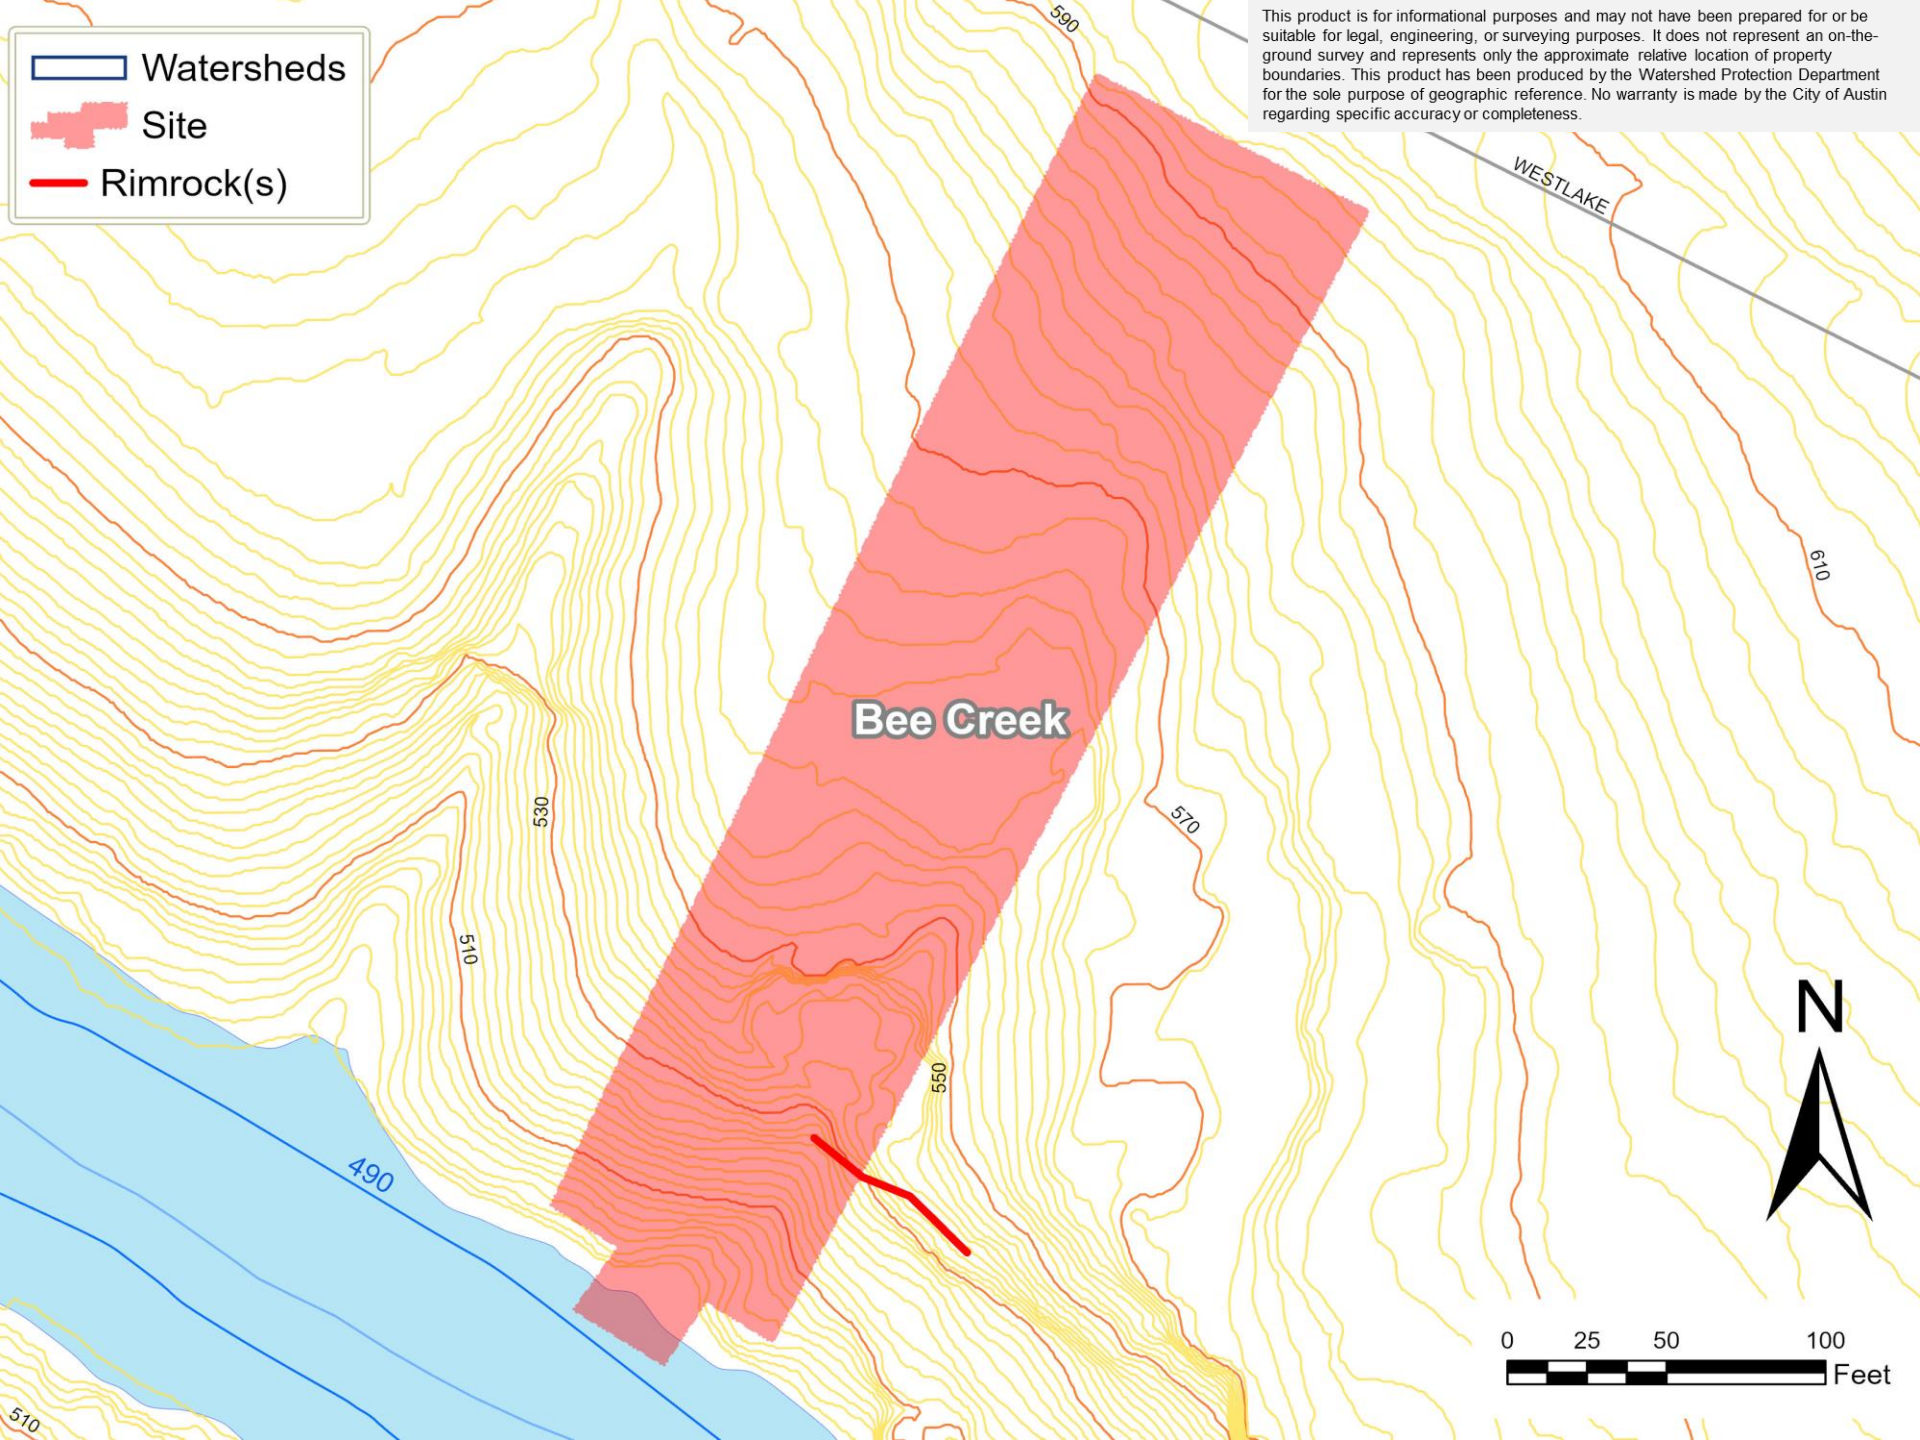 Watersheds
Site
Rimrock(s)
This product is for informational purposes and may not have been prepared for or be
suitable for legal, engineering, or surveying purposes. It does not represent an on-the-
ground survey and represents only the approximate relative location of property
boundaries. This product has been produced by the Watershed Protection Department
for the sole purpose of geographic reference. No warranty is made by the City of Austin
regarding specific accuracy or completeness.
590
WESTLAKE
610
Bee Creek
530
570
510
550
490
510
N
0 25 50 100
Feet